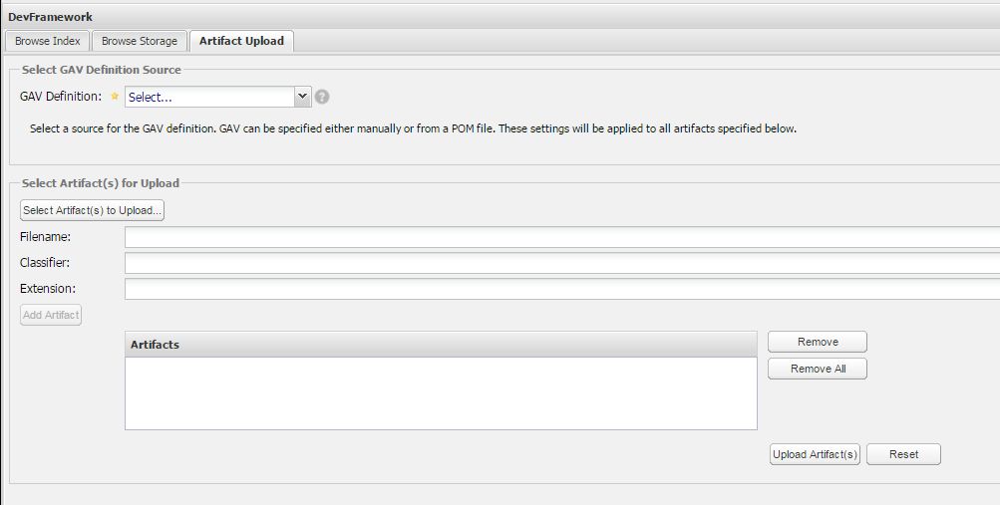 DevFramework
Browse Index Browse Storage Artifact Upload
Select GAV Definition Source
GAV Definition: Select... ?
Select a source for the GAV definition. GAV can be specified either manually or from a POM file. These settings will be applied to all artifacts specified below.
Select Artifact(s) for Upload
Select Artifact(s) to Upload...
Filename:
Classifier:
Extension:
Add Artifact
Artifacts
Remove
Remove All
Upload Artifact(s) Reset